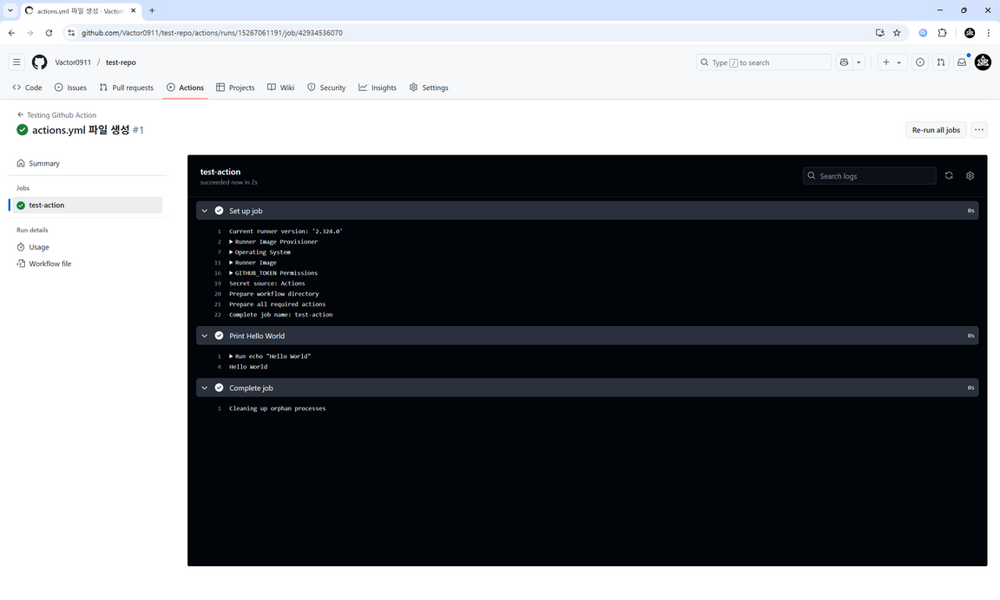 actions.yml 파일 생성 · Vactor
github.com/Vactor0911/test-repo/actions/runs/15267061191/job/42934536070
Vactor0911 / test-repo
Type / to search
Code Issues Pull requests Actions Projects Wiki Security Insights Settings
Testing Github Action
actions.yml 파일 생성 #1
Re-run all jobs
Summary
Jobs
test-action
Run details
Usage
Workflow file
test-action
succeeded now in 2s
Search logs
Set up job 0s
1 Current runner version: '2.324.0'
2 Runner Image Provisioner
7 Operating System
11 Runner Image
16 GITHUB_TOKEN Permissions
19 Secret source: Actions
20 Prepare workflow directory
21 Prepare all required actions
22 Complete job name: test-action
Print Hello World 0s
1 Run echo "Hello World"
4 Hello World
Complete job 0s
1 Cleaning up orphan processes